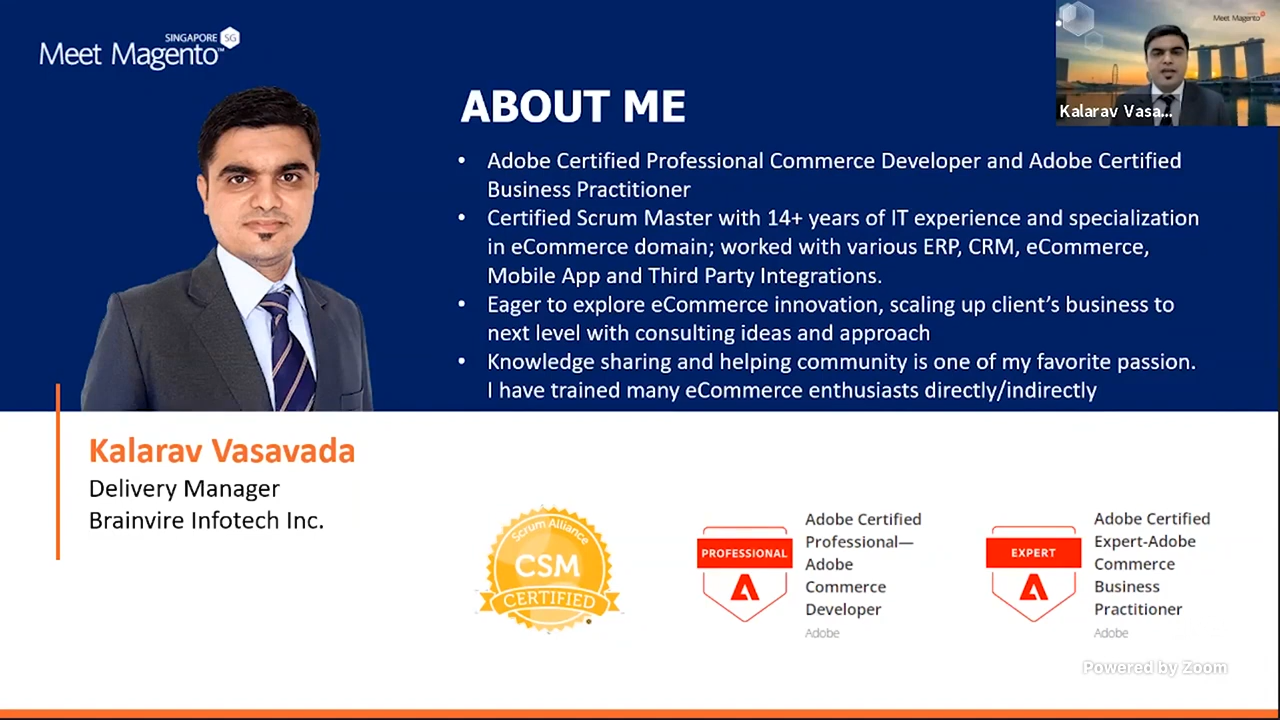 SINGAPORE SG
Meet Magento™
Meet Magento
Kalarav Vasa...
ABOUT ME
• Adobe Certified Professional Commerce Developer and Adobe Certified
Business Practitioner
• Certified Scrum Master with 14+ years of IT experience and specialization
in eCommerce domain; worked with various ERP, CRM, eCommerce,
Mobile App and Third Party Integrations.
• Eager to explore eCommerce innovation, scaling up client's business to
next level with consulting ideas and approach
• Knowledge sharing and helping community is one of my favorite passion.
I have trained many eCommerce enthusiasts directly/indirectly
Kalarav Vasavada
Delivery Manager
Brainvire Infotech Inc.
Scrum Alliance
CSM
CERTIFIED
PROFESSIONAL
Adobe Certified
Professional—
Adobe
Commerce
Developer
Adobe
EXPERT
Adobe Certified
Expert-Adobe
Commerce
Business
Practitioner
Adobe
Powered by Zoom